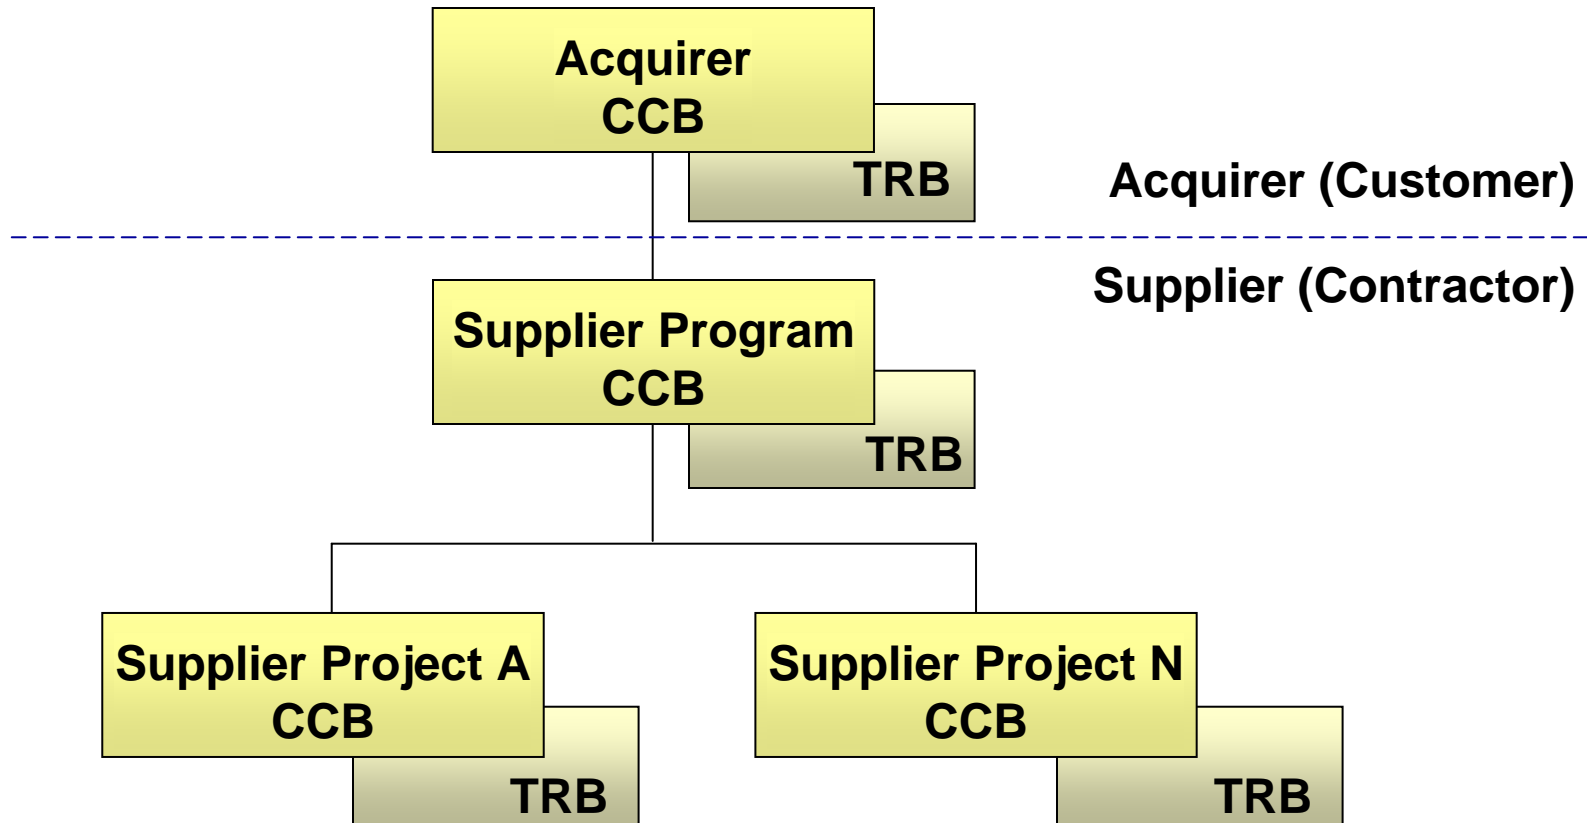 Acquirer
CCB
TRB
Acquirer (Customer)
Supplier (Contractor)
Supplier Program
CCB
TRB
Supplier Project A
CCB
TRB
Supplier Project N
CCB
TRB